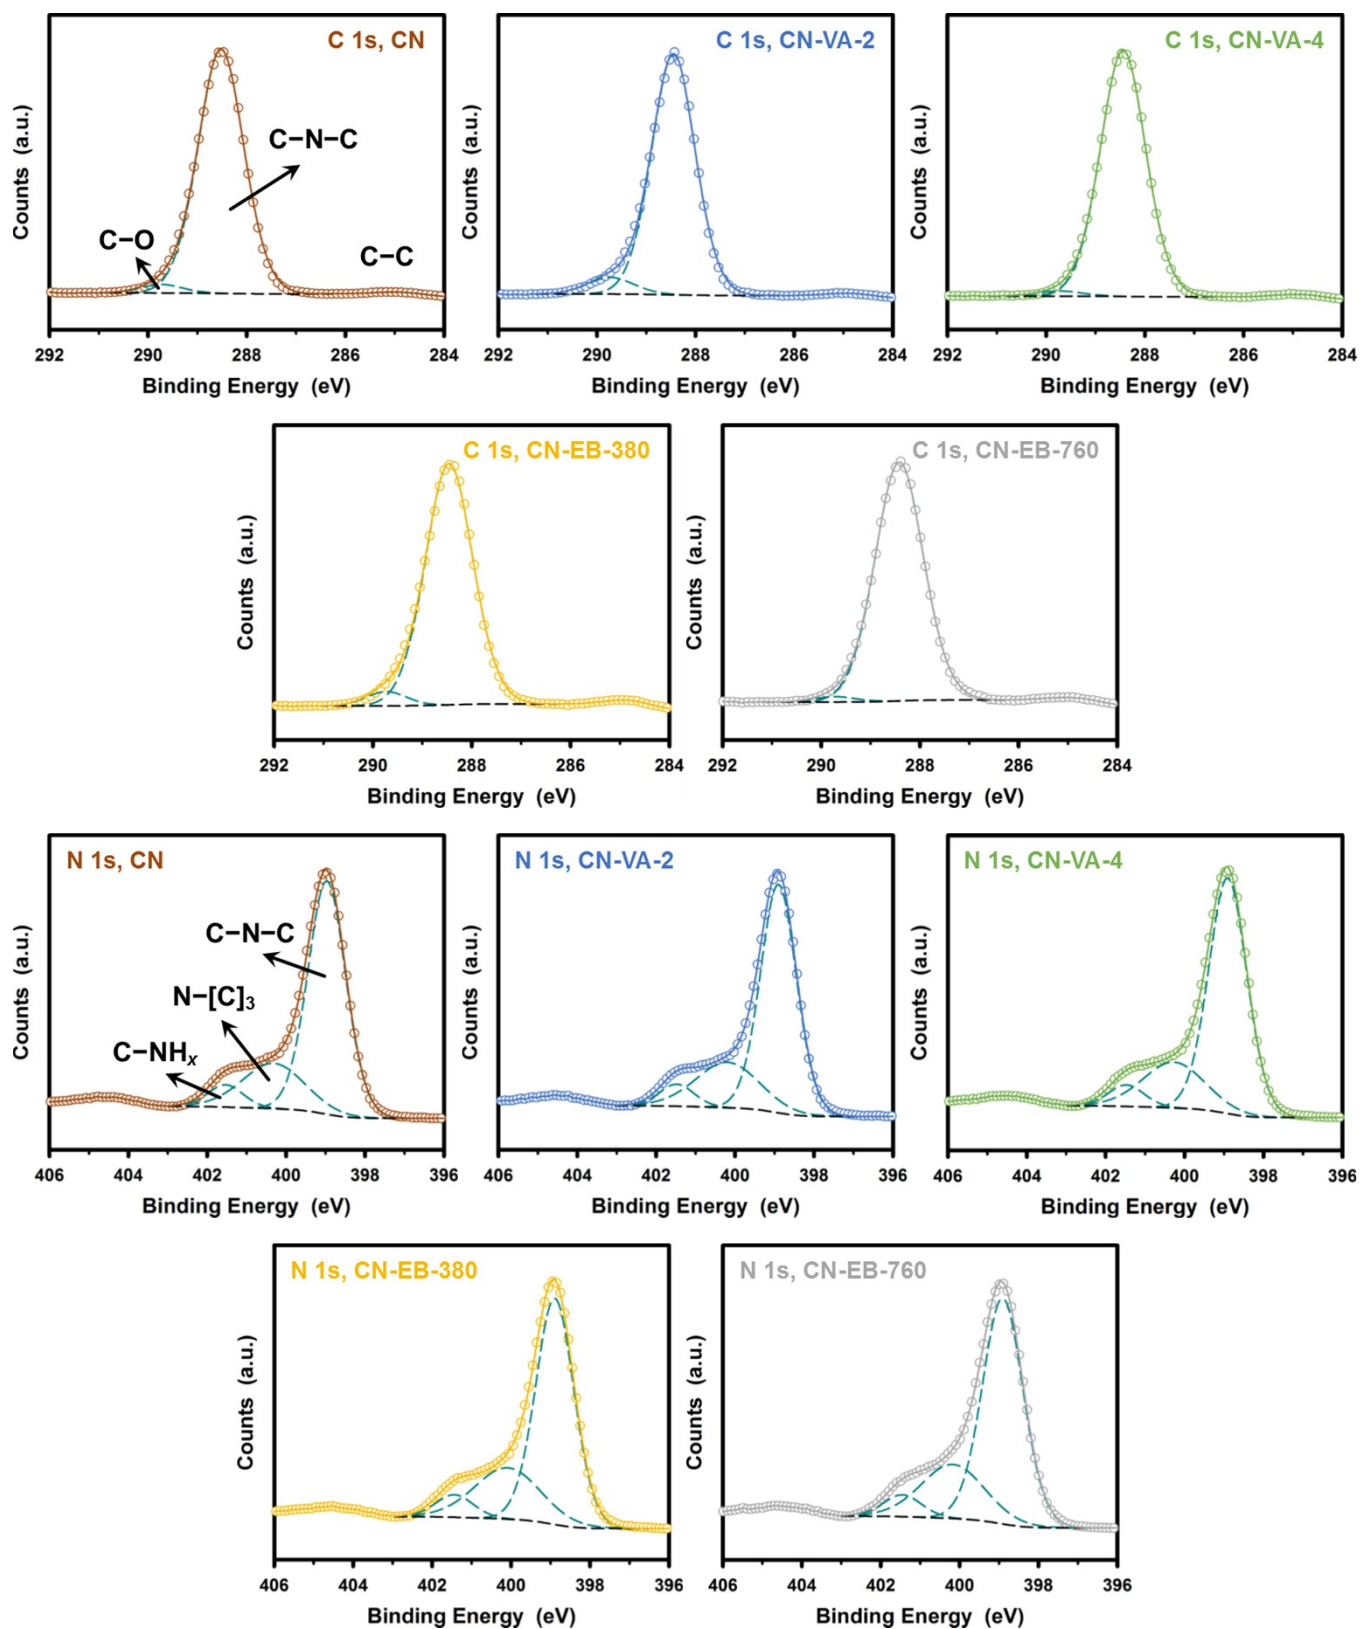 C 1s, CN
C–N–C
C–O
C–C
Counts (a.u.)
292 290 288 286 284
Binding Energy (eV)
C 1s, CN-VA-2
Counts (a.u.)
292 290 288 286 284
Binding Energy (eV)
C 1s, CN-VA-4
Counts (a.u.)
292 290 288 286 284
Binding Energy (eV)
C 1s, CN-EB-380
Counts (a.u.)
292 290 288 286 284
Binding Energy (eV)
C 1s, CN-EB-760
Counts (a.u.)
292 290 288 286 284
Binding Energy (eV)
N 1s, CN
C–N–C
N–[C]₃
C–NHₓ
Counts (a.u.)
406 404 402 400 398 396
Binding Energy (eV)
N 1s, CN-VA-2
Counts (a.u.)
406 404 402 400 398 396
Binding Energy (eV)
N 1s, CN-VA-4
Counts (a.u.)
406 404 402 400 398 396
Binding Energy (eV)
N 1s, CN-EB-380
Counts (a.u.)
406 404 402 400 398 396
Binding Energy (eV)
N 1s, CN-EB-760
Counts (a.u.)
406 404 402 400 398 396
Binding Energy (eV)